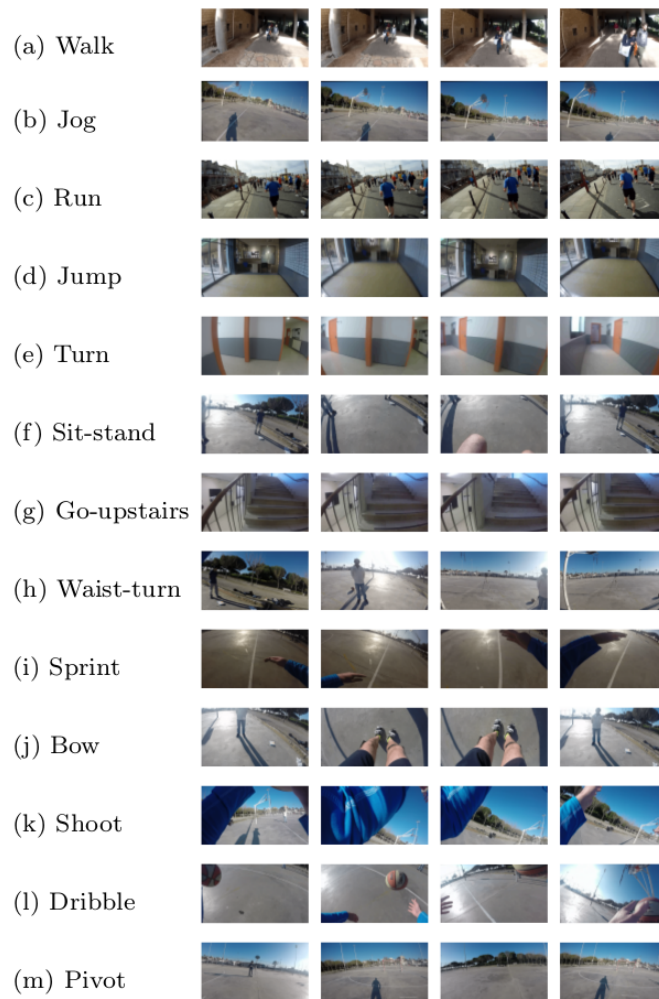 (a) Walk
(b) Jog
(c) Run
(d) Jump
(e) Turn
(f) Sit-stand
(g) Go-upstairs
(h) Waist-turn
(i) Sprint
(j) Bow
(k) Shoot
(l) Dribble
(m) Pivot